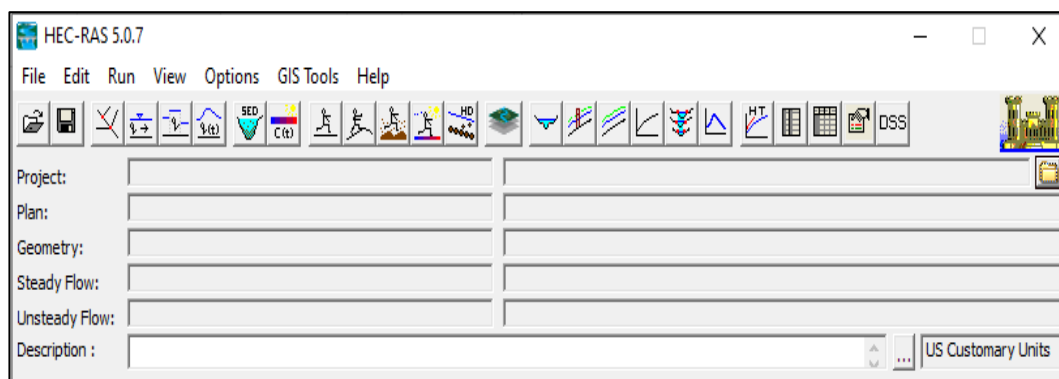 HEC-RAS 5.0.7
File Edit Run View Options GIS Tools Help
SED C(t) HD HT DSS
Project:
Plan:
Geometry:
Steady Flow:
Unsteady Flow:
Description : ... US Customary Units